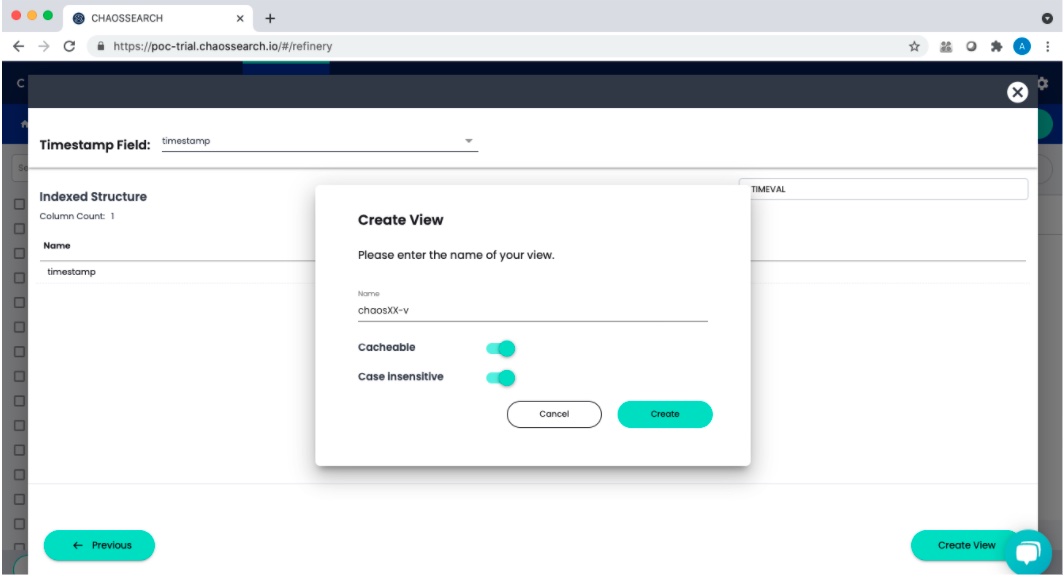 CHAOSSEARCH
https://poc-trial.chaossearch.io/#/refinery
A
C
Timestamp Field: timestamp
Se
Indexed Structure
TIMEVAL
Column Count: 1
Name
timestamp
Create View
Please enter the name of your view.
Name
chaosXX-v
Cacheable
Case insensitive
Cancel
Create
← Previous
Create View